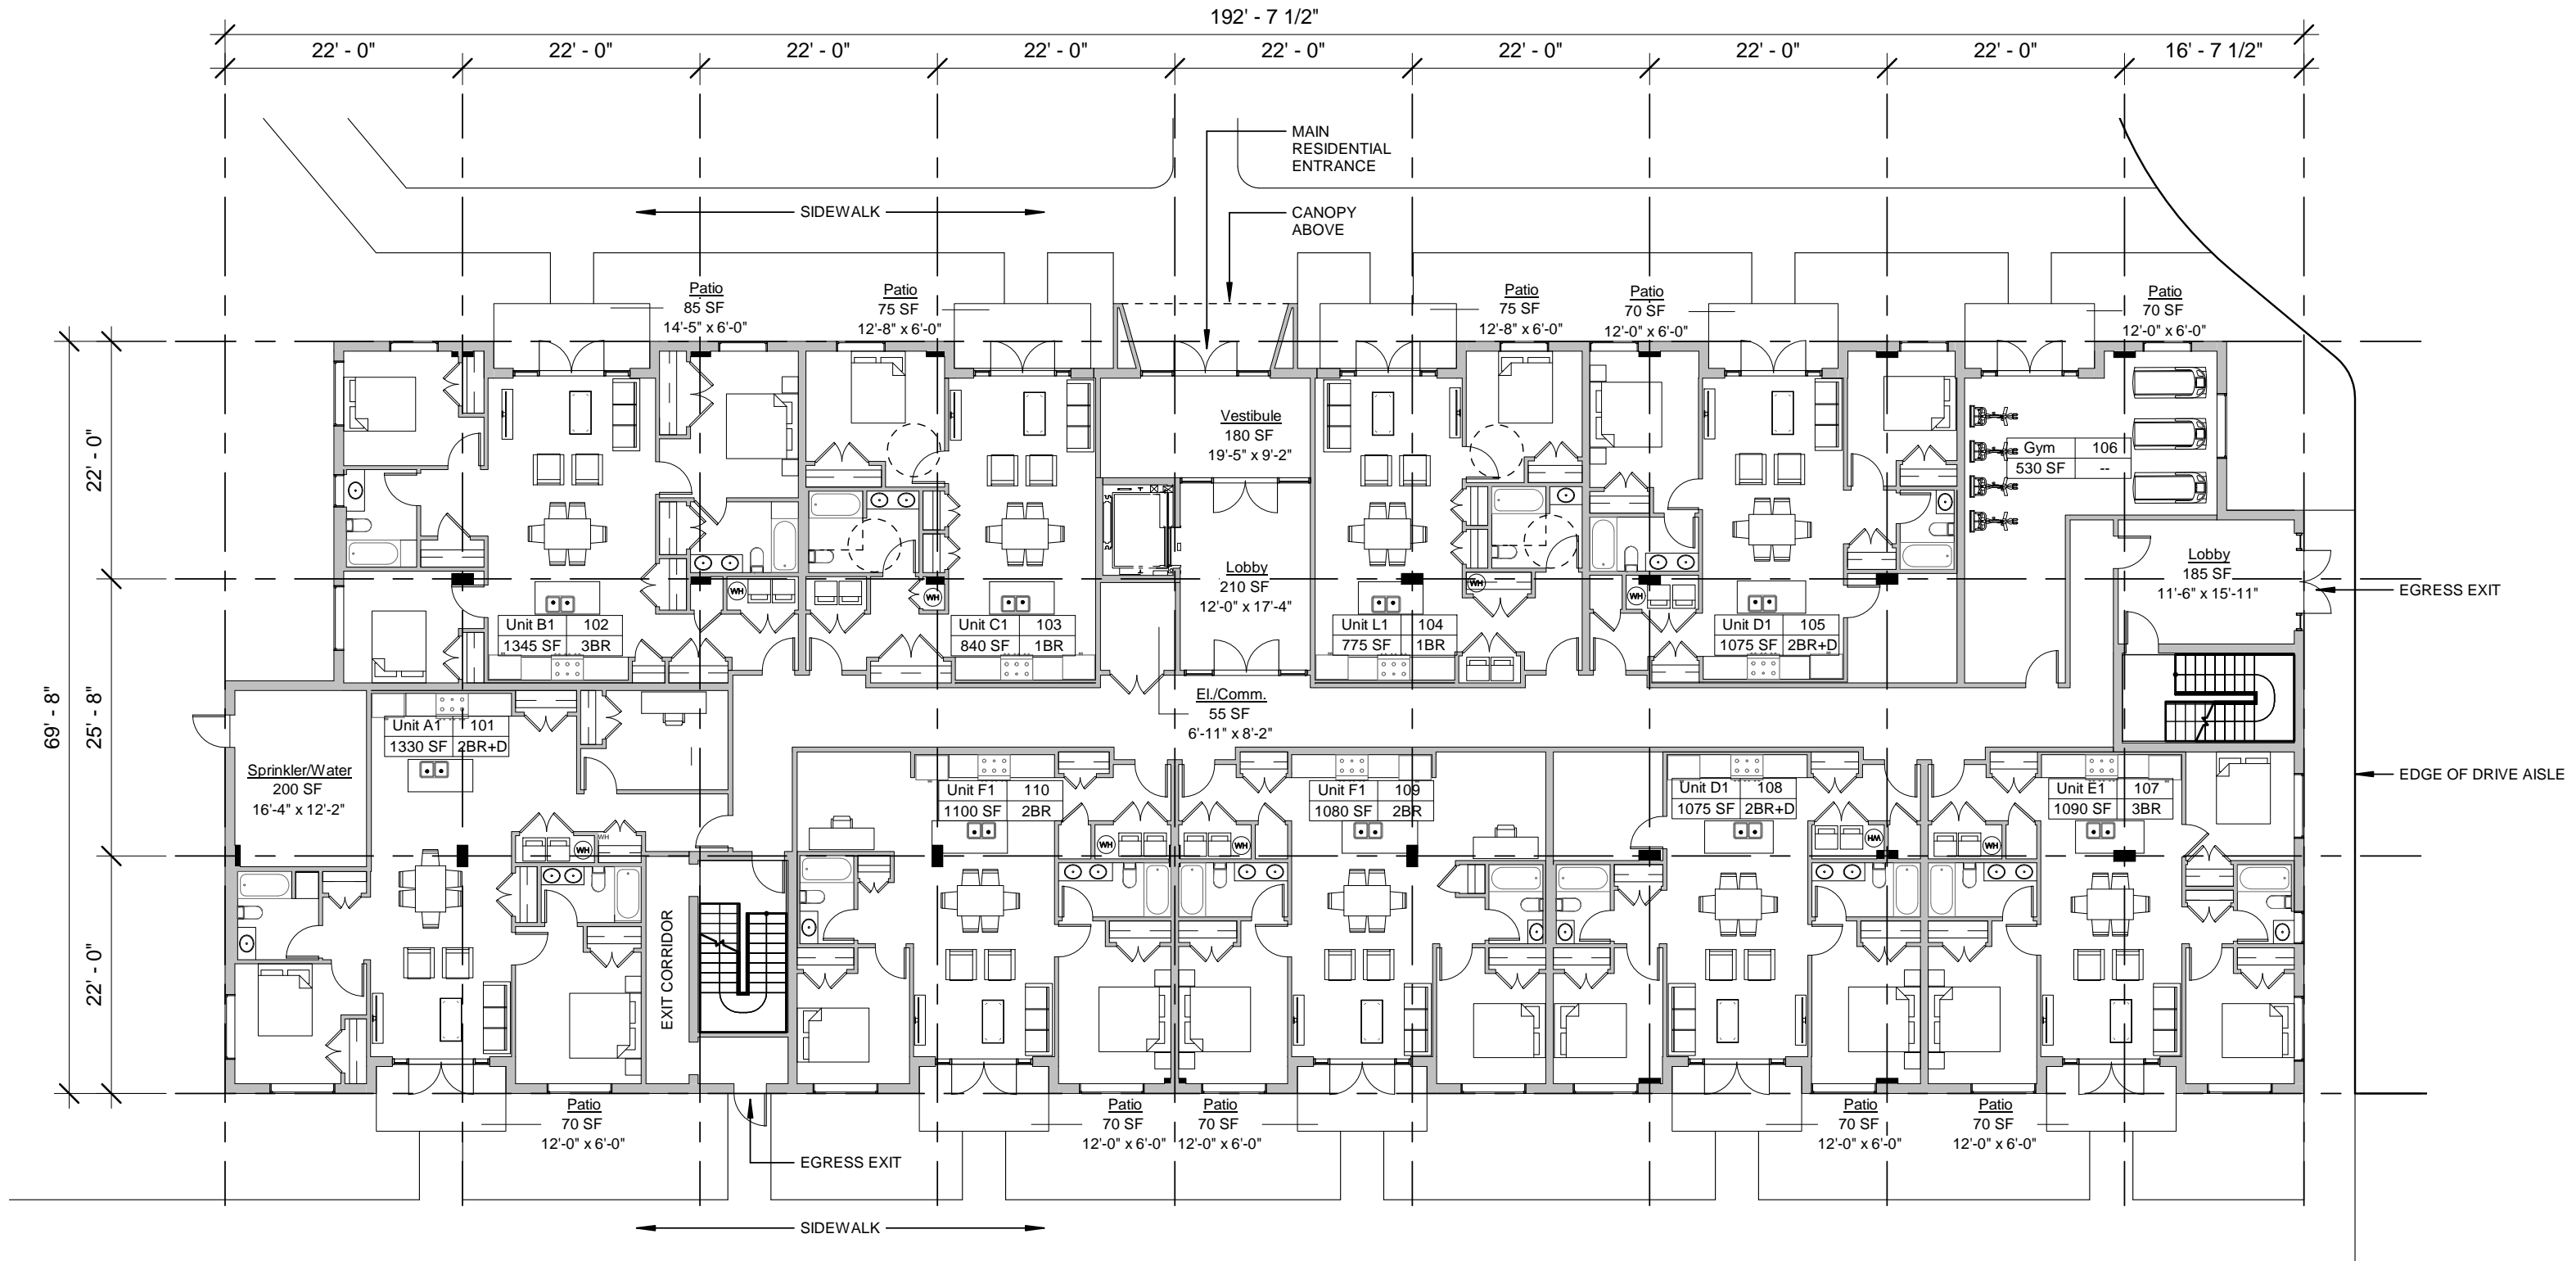 192' - 7 1/2"
22' - 0"
22' - 0"
22' - 0"
22' - 0"
22' - 0"
22' - 0"
22' - 0"
22' - 0"
16' - 7 1/2"
MAIN
RESIDENTIAL
ENTRANCE
SIDEWALK
CANOPY
ABOVE
Patio
85 SF
14'-5" x 6'-0"
Patio
75 SF
12'-8" x 6'-0"
Patio
75 SF
12'-8" x 6'-0"
Patio
70 SF
12'-0" x 6'-0"
Patio
70 SF
12'-0" x 6'-0"
69' - 8"
22' - 0"
25' - 8"
22' - 0"
Vestibule
180 SF
19'-5" x 9'-2"
Gym 106
530 SF --
Lobby
210 SF
12'-0" x 17'-4"
Lobby
185 SF
11'-6" x 15'-11"
EGRESS EXIT
WH
WH
WH
WH
Unit B1 102
1345 SF 3BR
Unit C1 103
840 SF 1BR
Unit L1 104
775 SF 1BR
Unit D1 105
1075 SF 2BR+D
El./Comm.
55 SF
6'-11" x 8'-2"
Unit A1 101
1330 SF 2BR+D
Sprinkler/Water
200 SF
16'-4" x 12'-2"
EDGE OF DRIVE AISLE
Unit F1 110
1100 SF 2BR
Unit F1 109
1080 SF 2BR
Unit D1 108
1075 SF 2BR+D
Unit E1 107
1090 SF 3BR
WH
WH
WH
WH
WH
WH
EXIT CORRIDOR
Patio
70 SF
12'-0" x 6'-0"
Patio
70 SF
12'-0" x 6'-0"
Patio
70 SF
12'-0" x 6'-0"
Patio
70 SF
12'-0" x 6'-0"
Patio
70 SF
12'-0" x 6'-0"
EGRESS EXIT
SIDEWALK